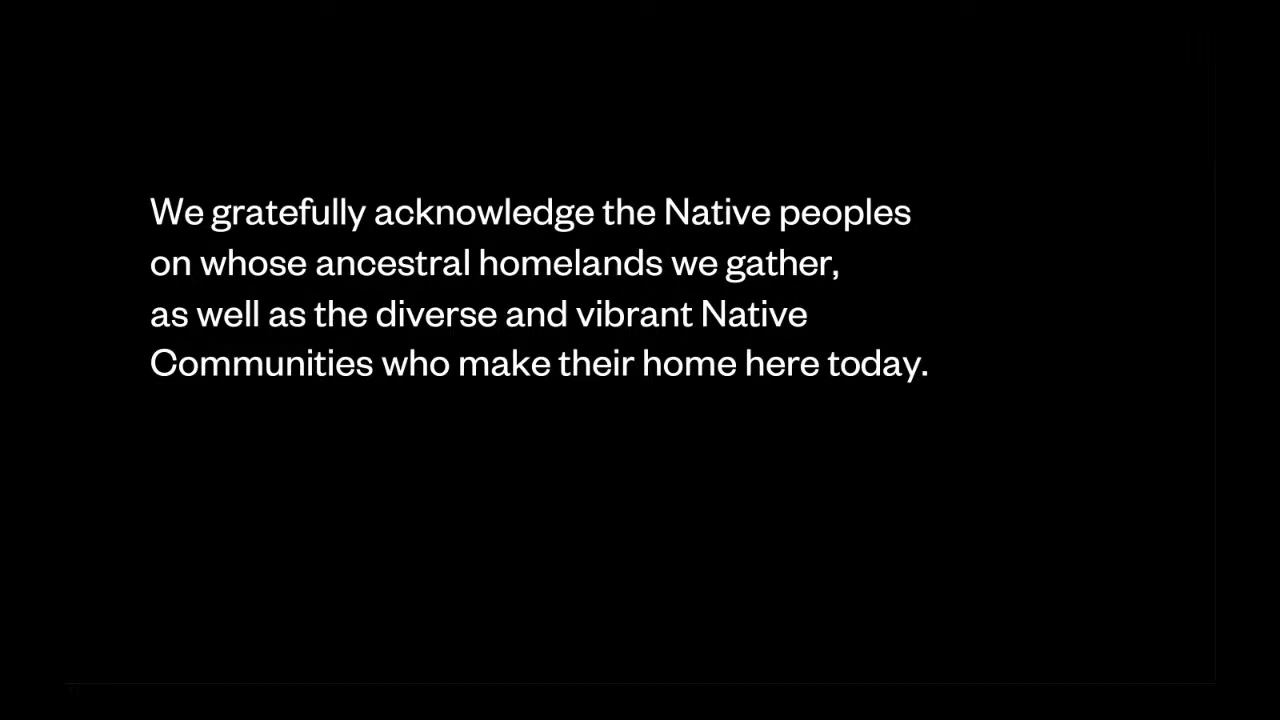 We gratefully acknowledge the Native peoples
on whose ancestral homelands we gather,
as well as the diverse and vibrant Native
Communities who make their home here today.